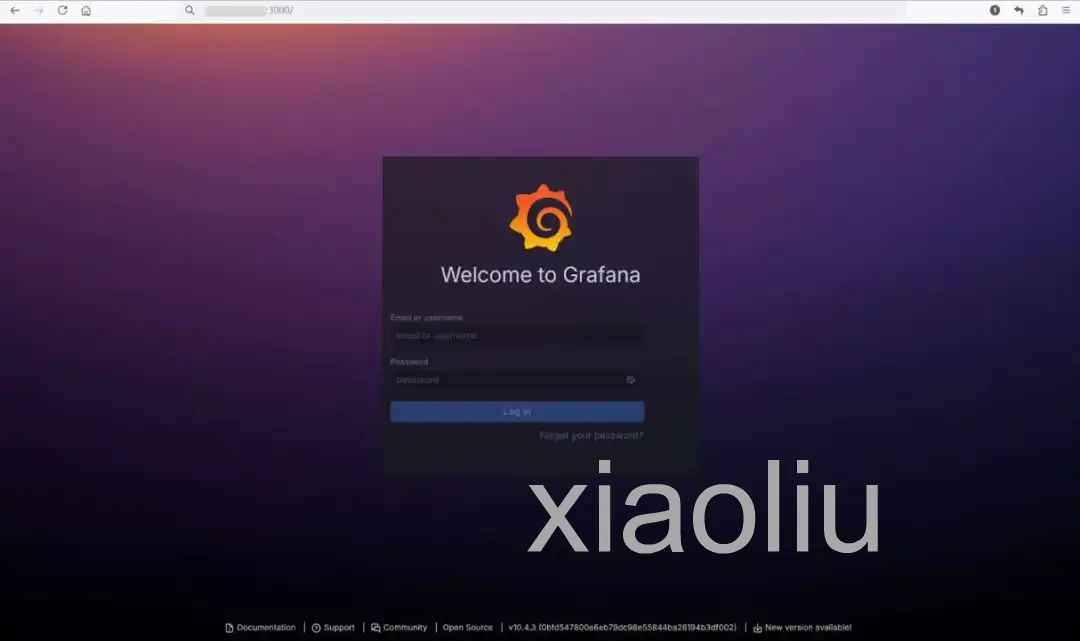 :3000/
Welcome to Grafana
Email or username
email or username
Password
password
Log in
Forgot your password?
xiaoliu
Documentation | Support | Community | Open Source | v10.4.3 (0bfd547800e6eb79dc98e55844ba28194b3df002) | New version available!